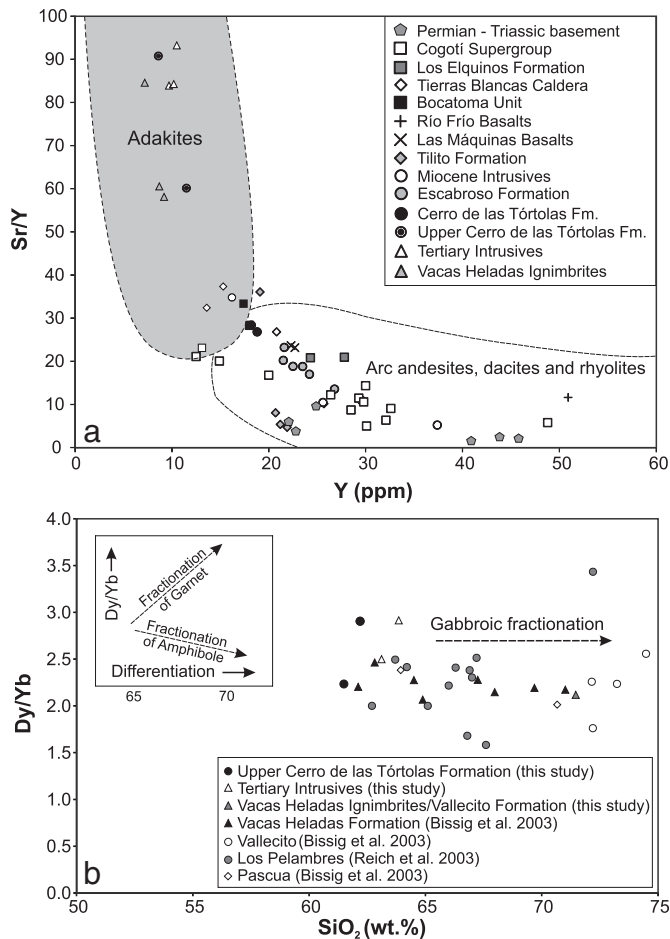 100
90
80
70
60
50
40
30
20
10
0
Sr/Y
Adakites
Permian - Triassic basement
Cogotí Supergroup
Los Elquinos Formation
Tierras Blancas Caldera
Bocatoma Unit
Río Frío Basalts
Las Máquinas Basalts
Tilito Formation
Miocene Intrusives
Escabroso Formation
Cerro de las Tórtolas Fm.
Upper Cerro de las Tórtolas Fm.
Tertiary Intrusives
Vacas Heladas Ignimbrites
Arc andesites, dacites and rhyolites
a
0 10 20 30 40 50 60
Y (ppm)
4.0
3.5
3.0
2.5
2.0
1.5
1.0
0.5
0.0
Dy/Yb
Dy/Yb
Fractionation
of Garnet
Fractionation
of Amphibole
Differentiation
65 70
Gabbroic fractionation
Upper Cerro de las Tórtolas Formation (this study)
Tertiary Intrusives (this study)
Vacas Heladas Ignimbrites/Vallecito Formation (this study)
Vacas Heladas Formation (Bissig et al. 2003)
Vallecito (Bissig et al. 2003)
Los Pelambres (Reich et al. 2003)
Pascua (Bissig et al. 2003)
b
50 55 60 65 70 75
SiO2 (wt.%)